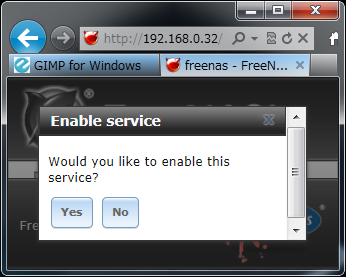 http://192.168.0.32/
GIMP for Windows
freenas - FreeN...
Enable service
Would you like to enable this
service?
Yes
No
Fre